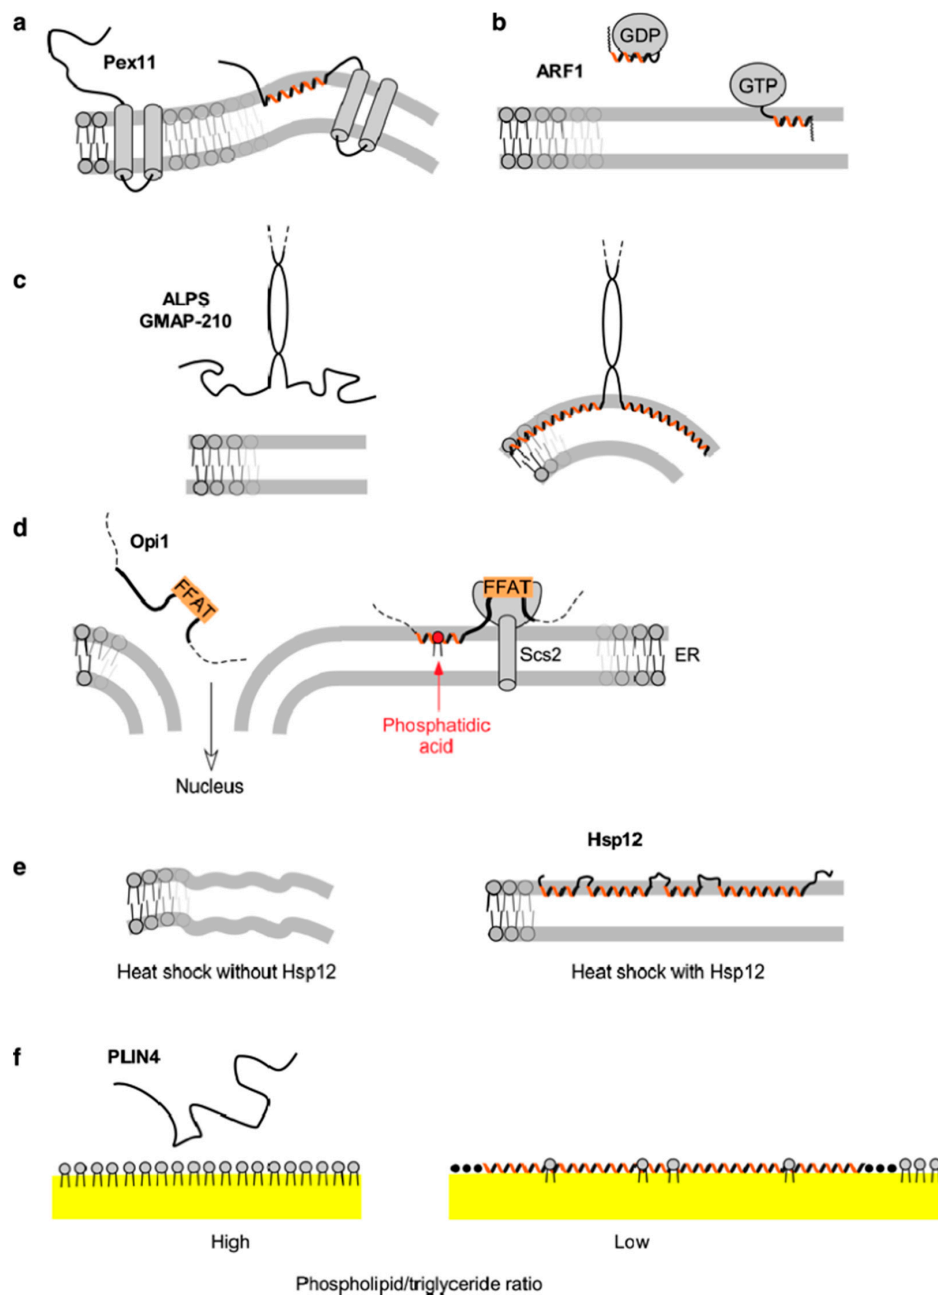 a
Pex11
b
GDP
ARF1
GTP
c
ALPS
GMAP-210
d
Opi1
FFAT
FFAT
Scs2
ER
Phosphatidic
acid
Nucleus
Hsp12
e
Heat shock without Hsp12
Heat shock with Hsp12
f
PLIN4
High
Low
Phospholipid/triglyceride ratio